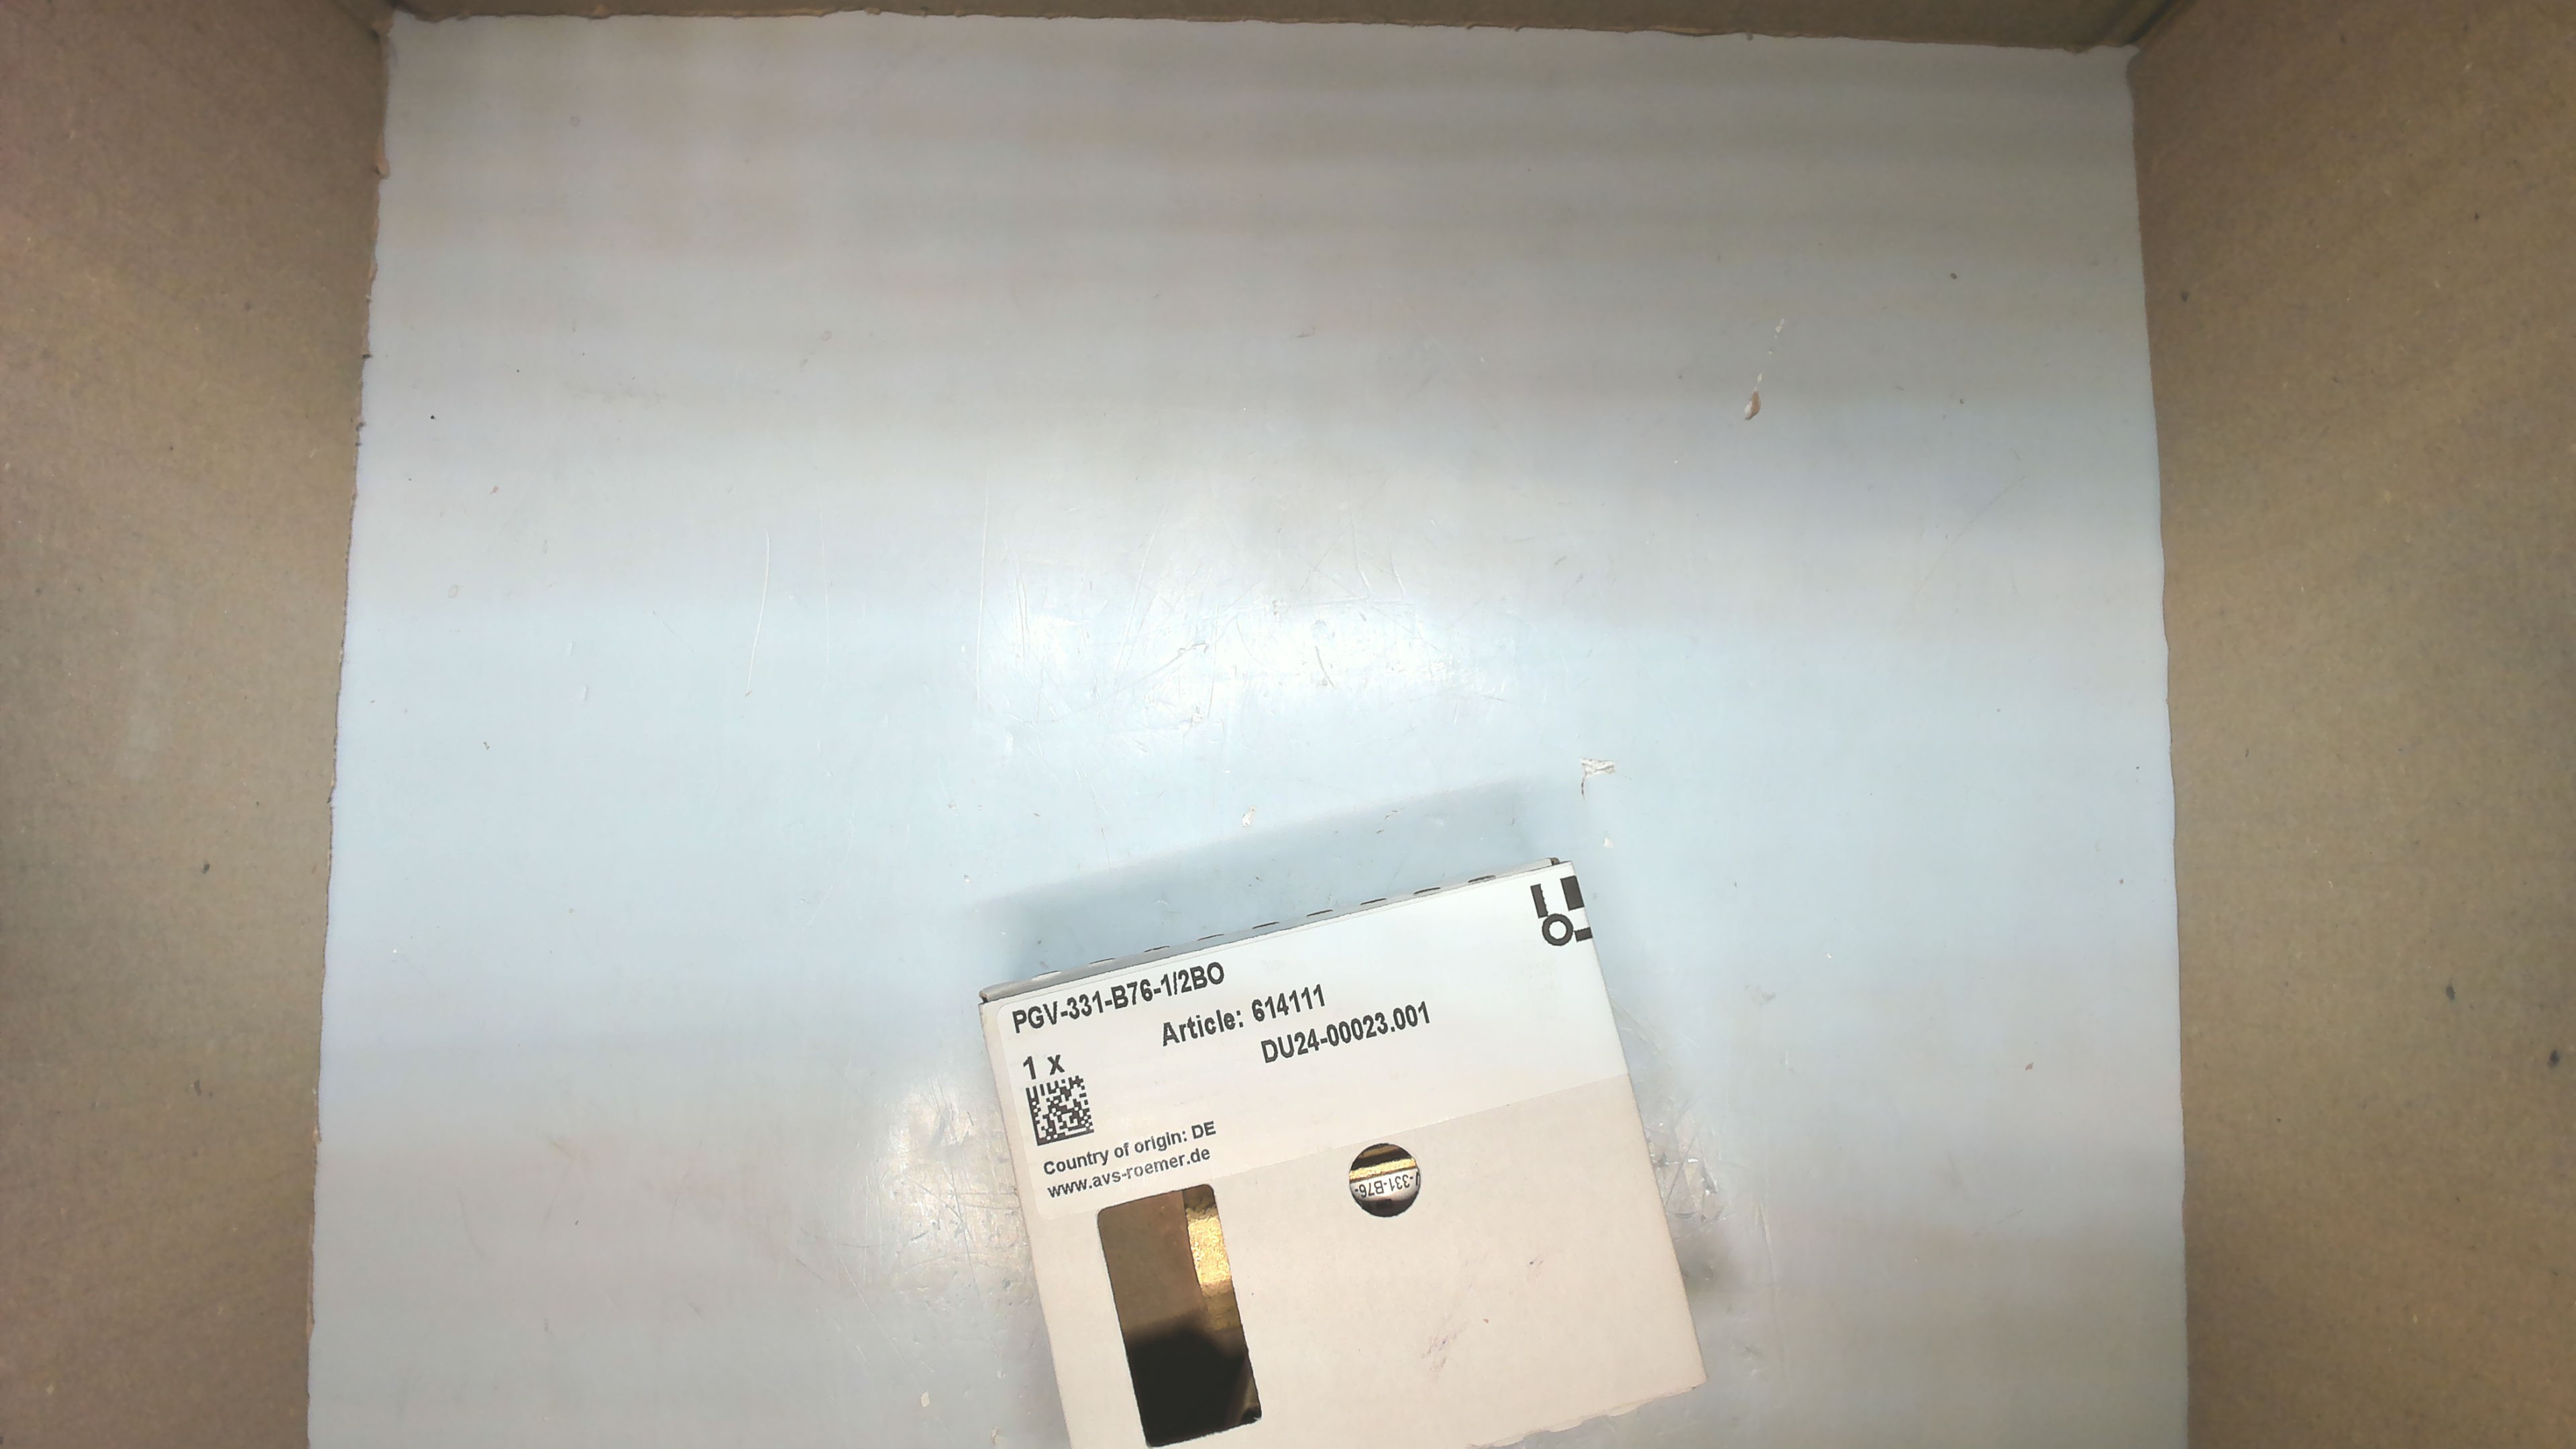 PGV-331-B76-1/2BO
Article: 614111
DU24-00023.001
1 x
Country of origin: DE
www.avs-roemer.de
-331-B76-